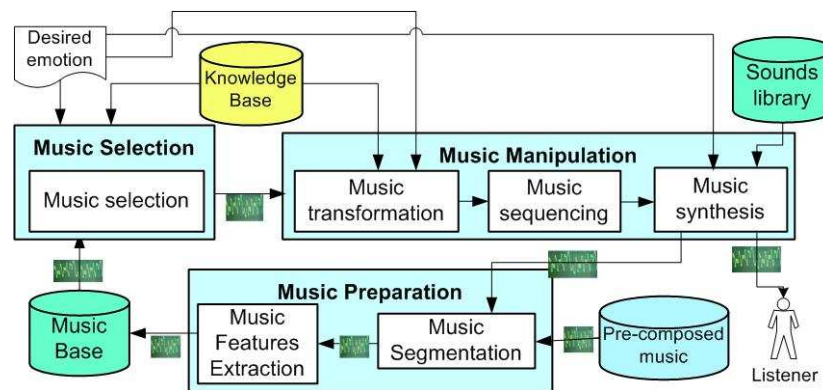 Desired
emotion
Knowledge
Base
Sounds
library
Music Selection
Music selection
Music Manipulation
Music
transformation
Music
sequencing
Music
synthesis
Music Preparation
Music
Base
Music
Features
Extraction
Music
Segmentation
Pre-composed
music
Listener